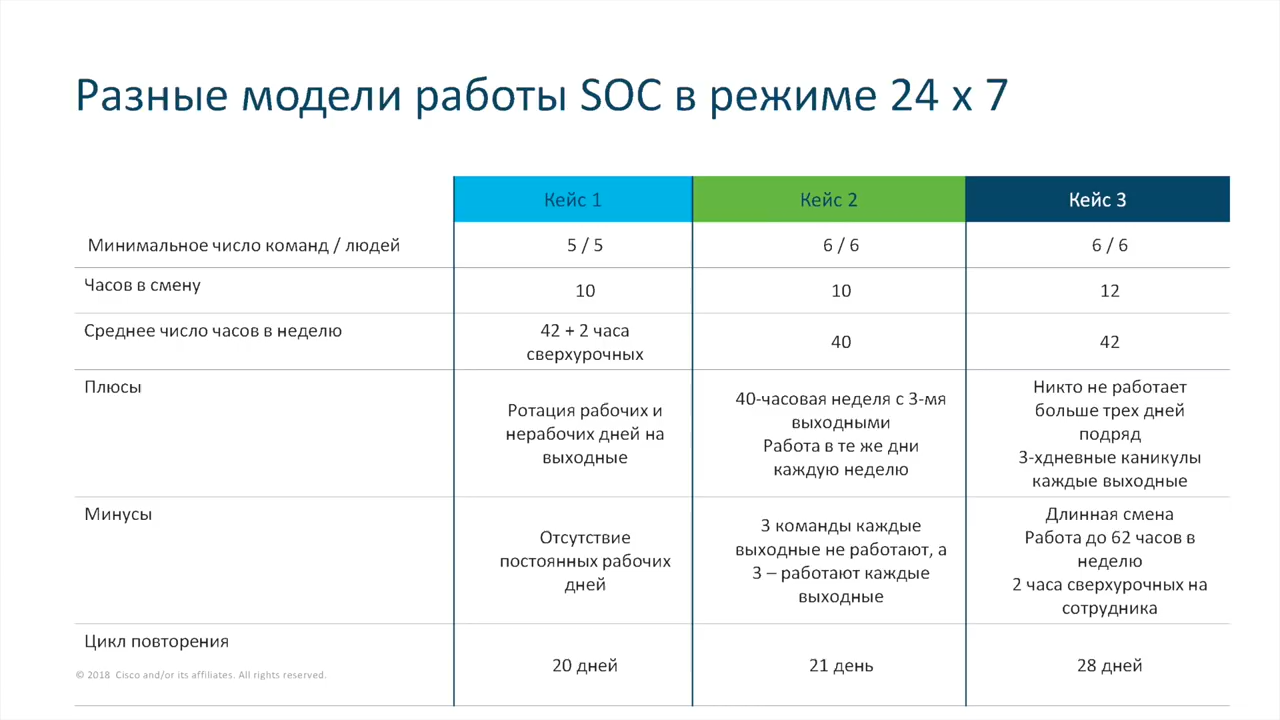 Разные модели работы SOC в режиме 24 x 7
Кейс 1
Кейс 2
Кейс 3
Минимальное число команд / людей
5 / 5
6 / 6
6 / 6
Часов в смену
10
10
12
Среднее число часов в неделю
42 + 2 часа
сверхурочных
40
42
Плюсы
Ротация рабочих и
нерабочих дней на
выходные
40-часовая неделя с 3-мя
выходными
Работа в те же дни
каждую неделю
Никто не работает
больше трех дней
подряд
3-хдневные каникулы
каждые выходные
Минусы
Отсутствие
постоянных рабочих
дней
3 команды каждые
выходные не работают, а
3 – работают каждые
выходные
Длинная смена
Работа до 62 часов в
неделю
2 часа сверхурочных на
сотрудника
Цикл повторения
20 дней
21 день
28 дней
© 2018 Cisco and/or its affiliates. All rights reserved.